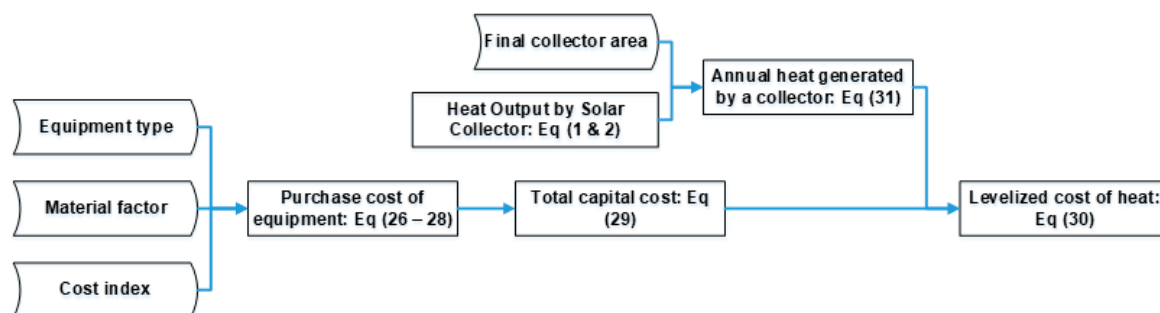 Final collector area
Annual heat generated
by a collector: Eq (31)
Heat Output by Solar
Collector: Eq (1 & 2)
Equipment type
Material factor
Purchase cost of
equipment: Eq (26 – 28)
Total capital cost: Eq
(29)
Levelized cost of heat:
Eq (30)
Cost index